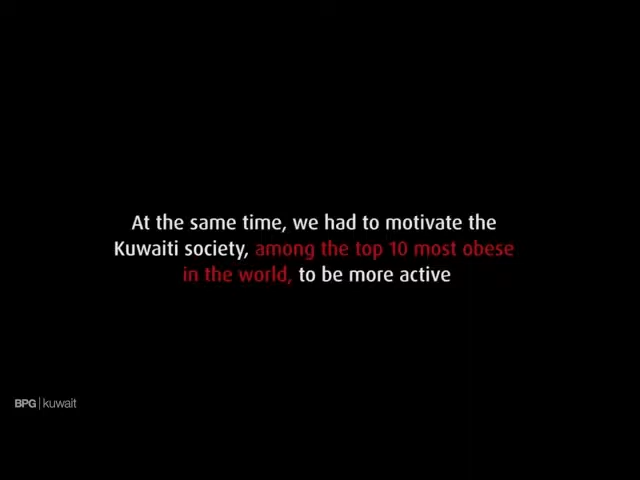 At the same time, we had to motivate the
Kuwaiti society, among the top 10 most obese
in the world, to be more active
BPG|kuwait